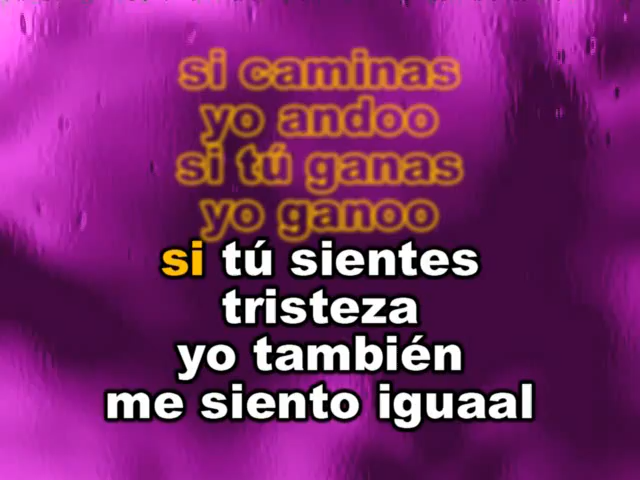 si caminas
yo andoo
si tú ganas
yo ganoo
si tú sientes
tristeza
yo también
me siento iguaal